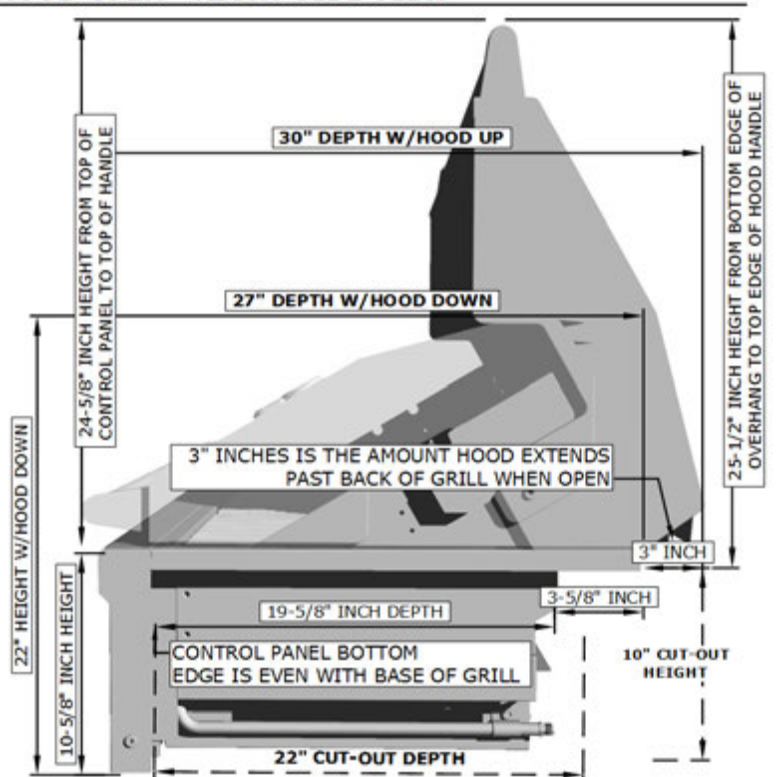 24-5/8" INCH HEIGHT FROM TOP OF
CONTROL PANEL TO TOP OF HANDLE
30" DEPTH W/HOOD UP
25-1/2" INCH HEIGHT FROM BOTTOM EDGE OF
OVERHANG TO TOP EDGE OF HOOD HANDLE
27" DEPTH W/HOOD DOWN
22" HEIGHT W/HOOD DOWN
3" INCHES IS THE AMOUNT HOOD EXTENDS
PAST BACK OF GRILL WHEN OPEN
3" INCH
10-5/8" INCH HEIGHT
19-5/8" INCH DEPTH
3-5/8" INCH
CONTROL PANEL BOTTOM
EDGE IS EVEN WITH BASE OF GRILL
10" CUT-OUT
HEIGHT
22" CUT-OUT DEPTH